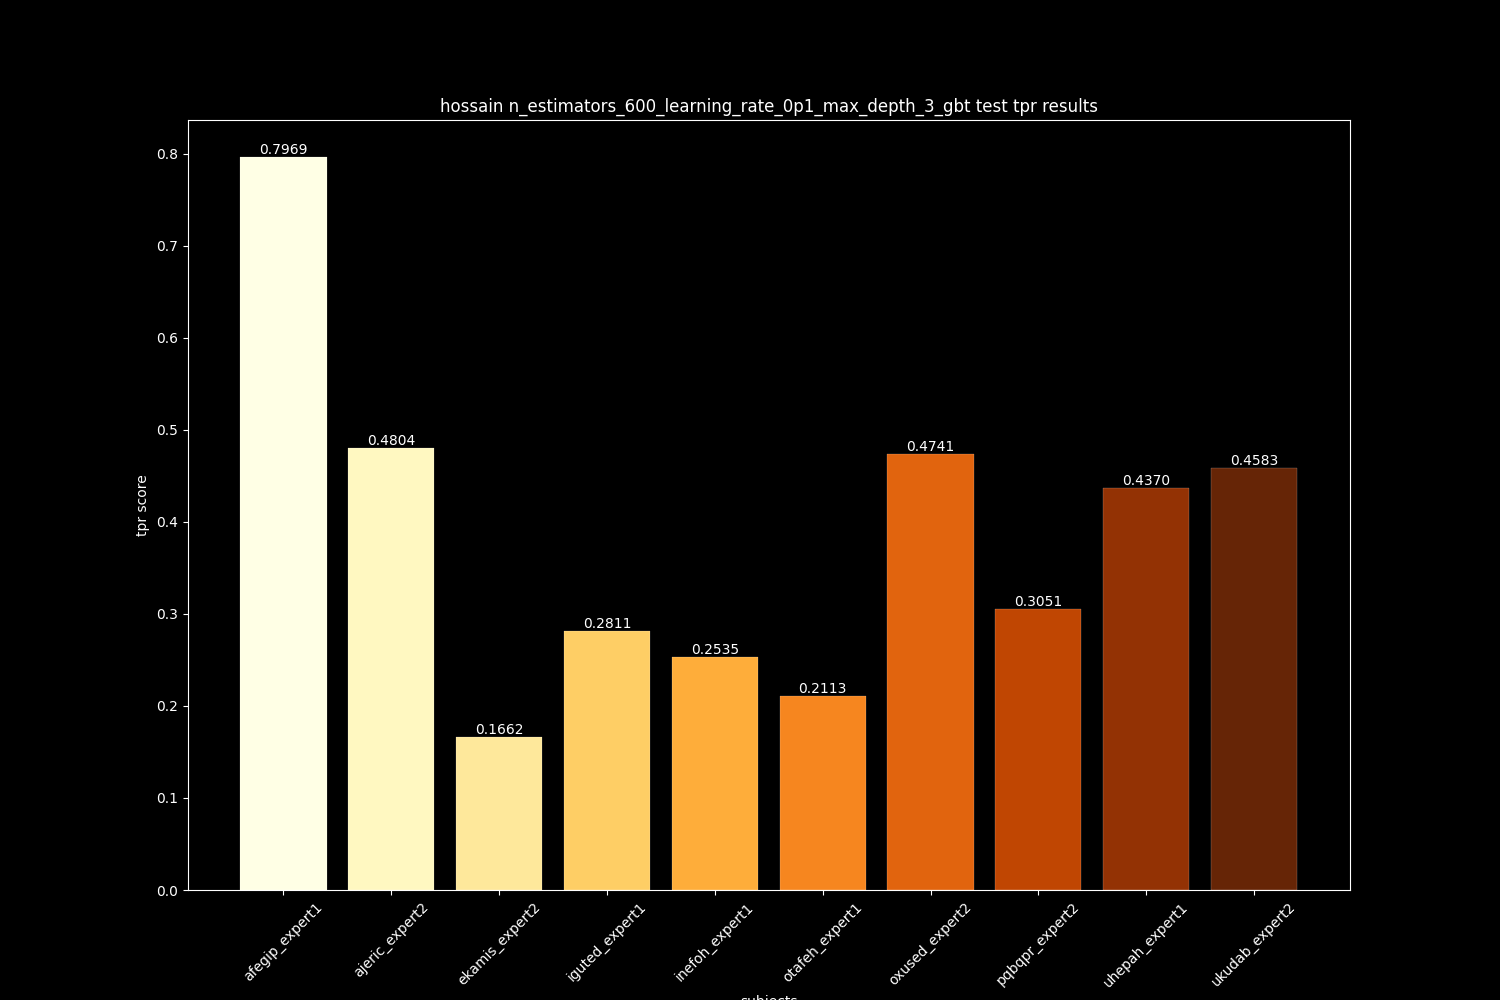 hossain n_estimators_600_learning_rate_0p1_max_depth_3_gbt test tpr results
0.8
0.7
0.6
0.5
0.4
0.3
0.2
0.1
0.0
tpr score
0.7969
0.4804
0.1662
0.2811
0.2535
0.2113
0.4741
0.3051
0.4370
0.4583
afegip_expert1
ajeric_expert2
ekamis_expert2
iguted_expert1
inefoh_expert1
otafeh_expert1
oxused_expert2
pqbqpr_expert2
uhepah_expert1
ukudab_expert2
subjects